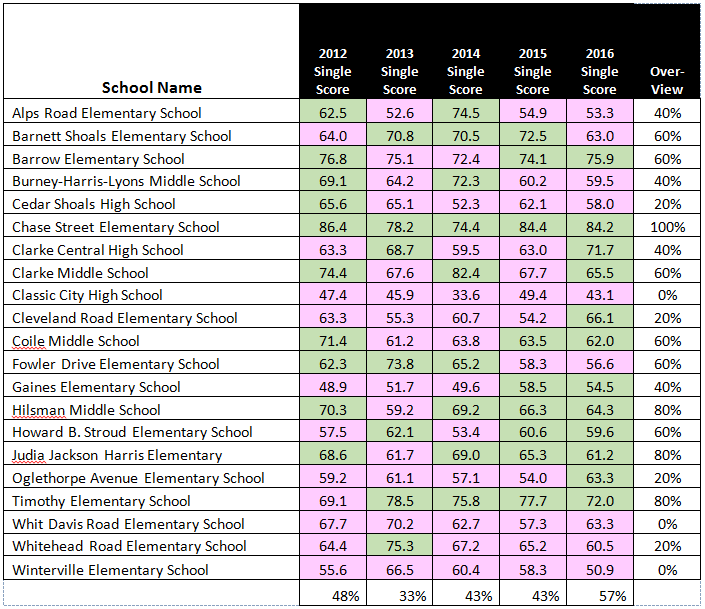 School Name 2012 Single Score 2013 Single Score 2014 Single Score 2015 Single Score 2016 Single Score Over-View
Alps Road Elementary School 62.5 52.6 74.5 54.9 53.3 40%
Barnett Shoals Elementary School 64.0 70.8 70.5 72.5 63.0 60%
Barrow Elementary School 76.8 75.1 72.4 74.1 75.9 60%
Burney-Harris-Lyons Middle School 69.1 64.2 72.3 60.2 59.5 40%
Cedar Shoals High School 65.6 65.1 52.3 62.1 58.0 20%
Chase Street Elementary School 86.4 78.2 74.4 84.4 84.2 100%
Clarke Central High School 63.3 68.7 59.5 63.0 71.7 40%
Clarke Middle School 74.4 67.6 82.4 67.7 65.5 60%
Classic City High School 47.4 45.9 33.6 49.4 43.1 0%
Cleveland Road Elementary School 63.3 55.3 60.7 54.2 66.1 20%
Coile Middle School 71.4 61.2 63.8 63.5 62.0 60%
Fowler Drive Elementary School 62.3 73.8 65.2 58.3 56.6 60%
Gaines Elementary School 48.9 51.7 49.6 58.5 54.5 40%
Hilsman Middle School 70.3 59.2 69.2 66.3 64.3 80%
Howard B. Stroud Elementary School 57.5 62.1 53.4 60.6 59.6 60%
Judia Jackson Harris Elementary 68.6 61.7 69.0 65.3 61.2 80%
Oglethorpe Avenue Elementary School 59.2 61.1 57.1 54.0 63.3 20%
Timothy Elementary School 69.1 78.5 75.8 77.7 72.0 80%
Whit Davis Road Elementary School 67.7 70.2 62.7 57.3 63.3 0%
Whitehead Road Elementary School 64.4 75.3 67.2 65.2 60.5 20%
Winterville Elementary School 55.6 66.5 60.4 58.3 50.9 0%
48% 33% 43% 43% 57%